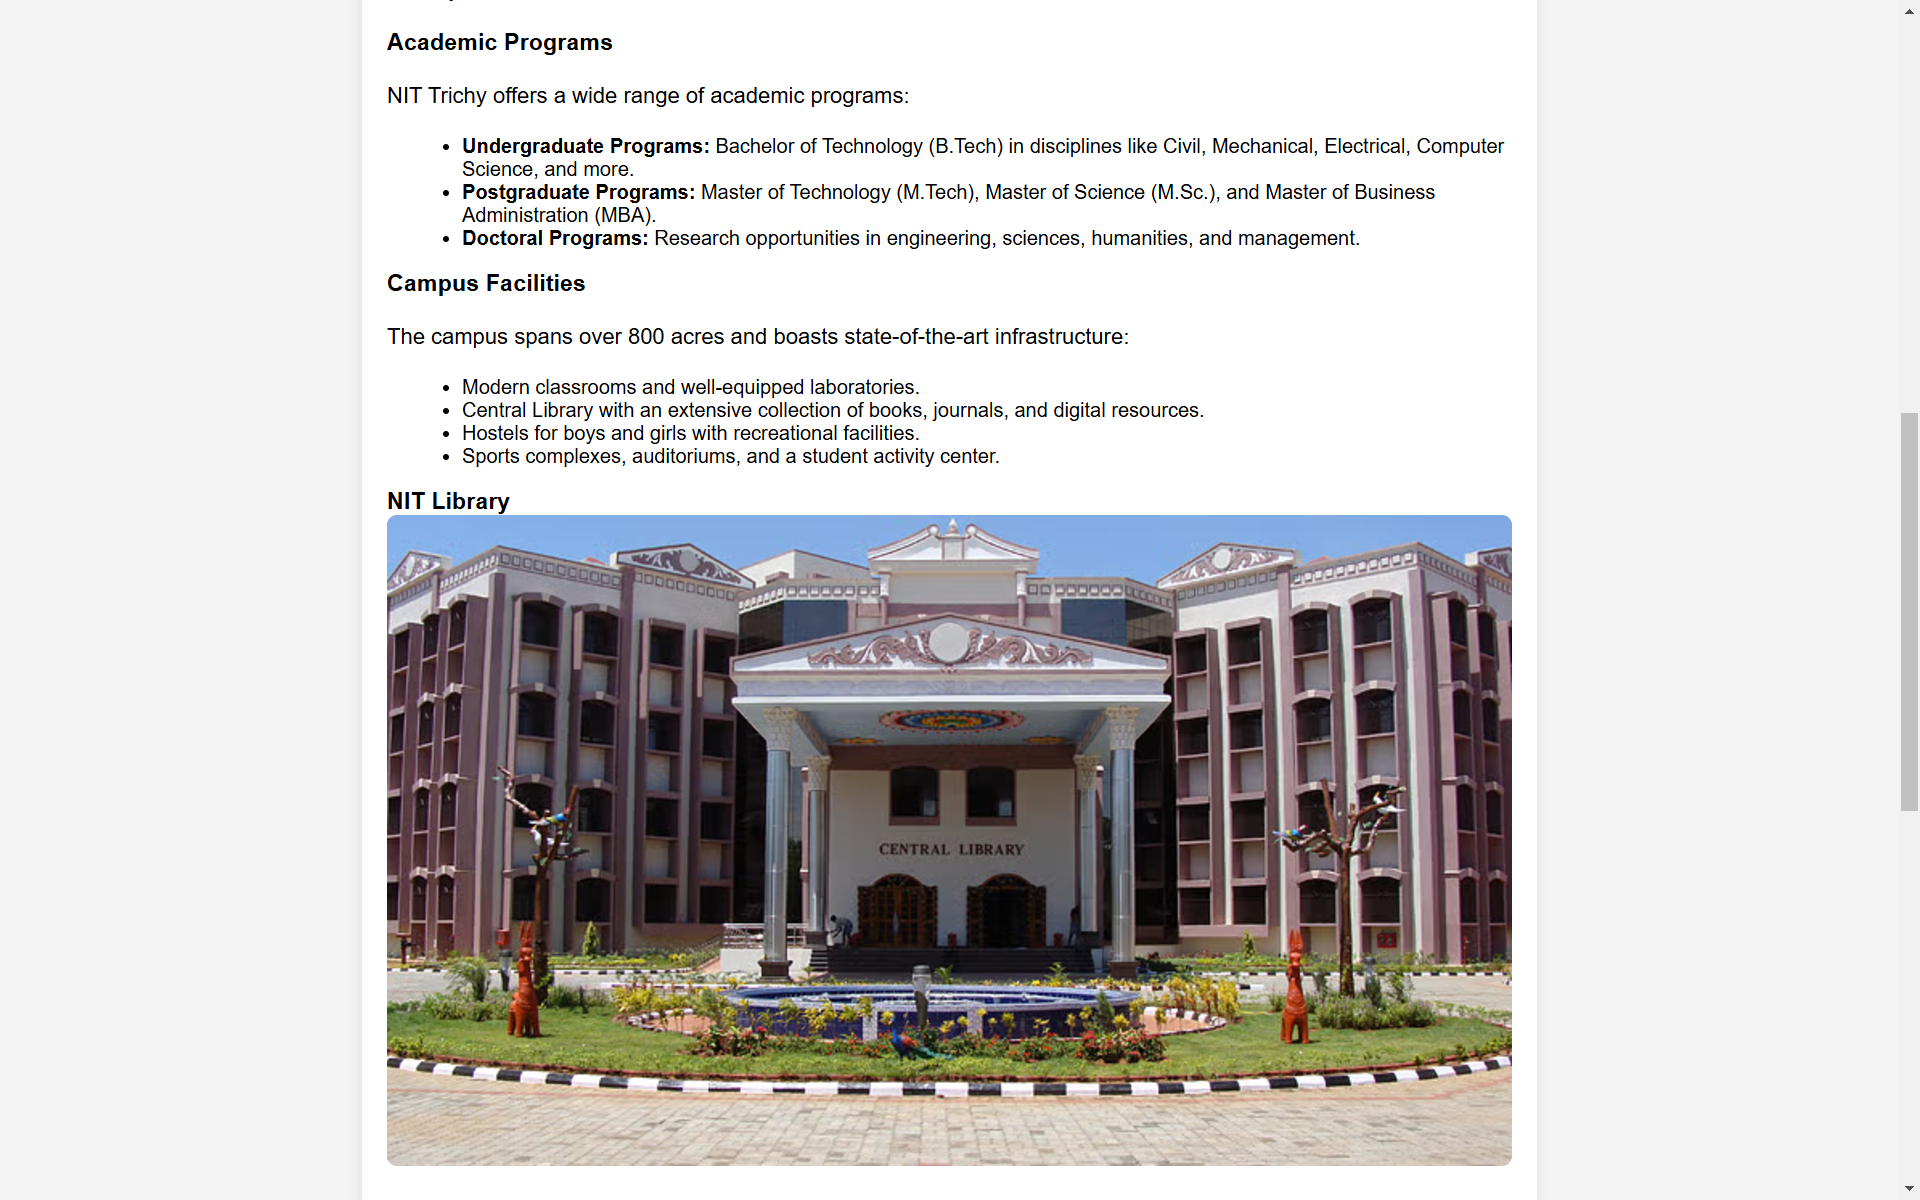 Academic Programs
NIT Trichy offers a wide range of academic programs:
Undergraduate Programs: Bachelor of Technology (B.Tech) in disciplines like Civil, Mechanical, Electrical, Computer
Science, and more.
Postgraduate Programs: Master of Technology (M.Tech), Master of Science (M.Sc.), and Master of Business
Administration (MBA).
Doctoral Programs: Research opportunities in engineering, sciences, humanities, and management.
Campus Facilities
The campus spans over 800 acres and boasts state-of-the-art infrastructure:
Modern classrooms and well-equipped laboratories.
Central Library with an extensive collection of books, journals, and digital resources.
Hostels for boys and girls with recreational facilities.
Sports complexes, auditoriums, and a student activity center.
NIT Library
CENTRAL LIBRARY